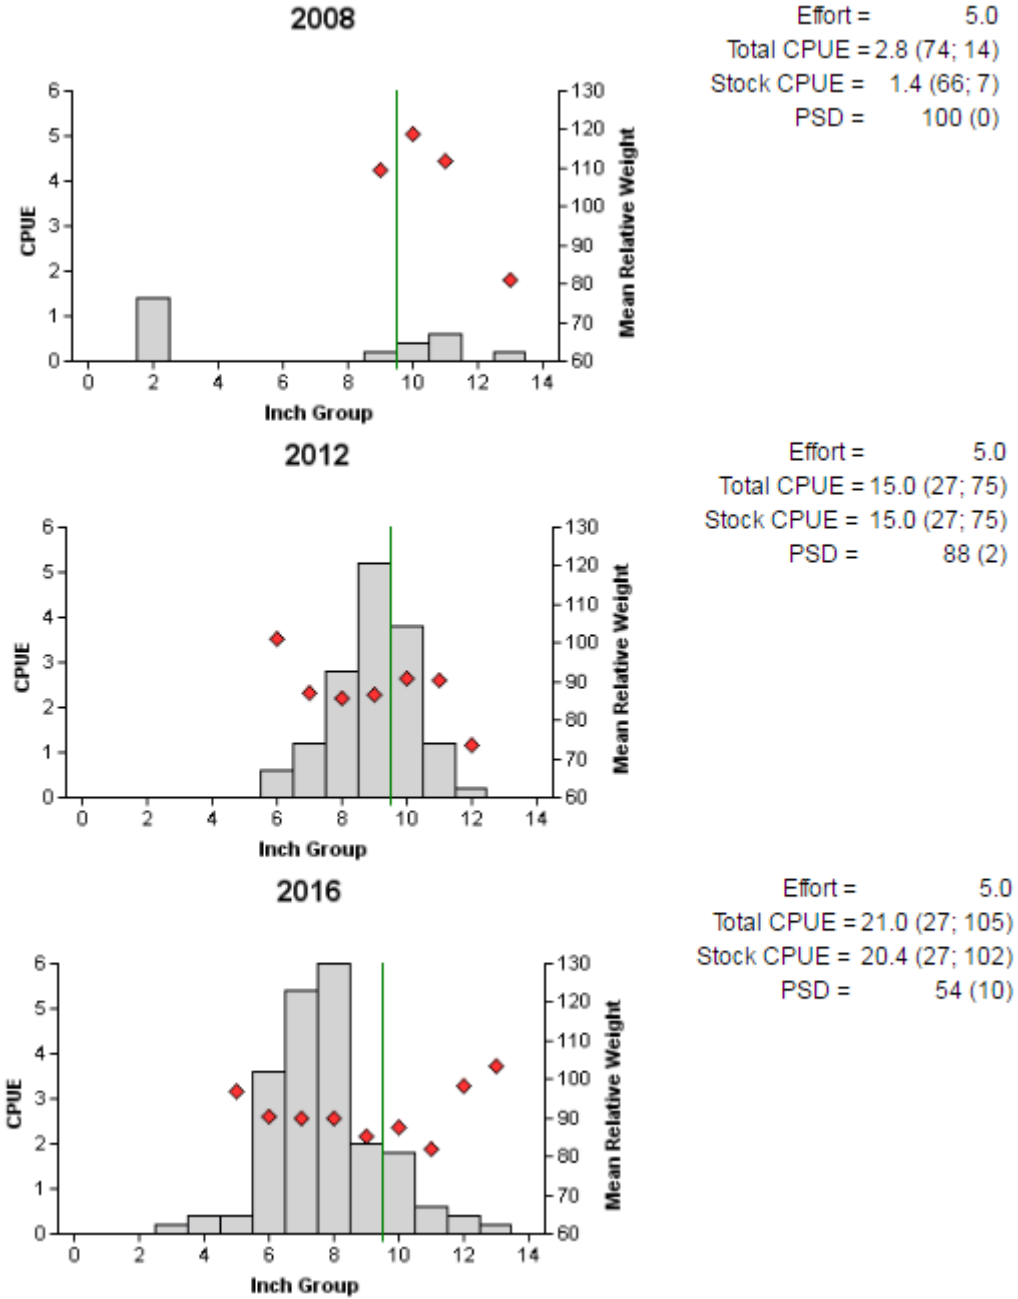 2008
Effort = 5.0
Total CPUE = 2.8 (74; 14)
Stock CPUE = 1.4 (66; 7)
PSD = 100 (0)
6
5
4
3
2
1
0
CPUE
130
120
110
100
90
80
70
60
Mean Relative Weight
0 2 4 6 8 10 12 14
Inch Group
2012
Effort = 5.0
Total CPUE = 15.0 (27; 75)
Stock CPUE = 15.0 (27; 75)
PSD = 88 (2)
6
5
4
3
2
1
0
CPUE
130
120
110
100
90
80
70
60
Mean Relative Weight
0 2 4 6 8 10 12 14
Inch Group
2016
Effort = 5.0
Total CPUE = 21.0 (27; 105)
Stock CPUE = 20.4 (27; 102)
PSD = 54 (10)
6
5
4
3
2
1
0
CPUE
130
120
110
100
90
80
70
60
Mean Relative Weight
0 2 4 6 8 10 12 14
Inch Group